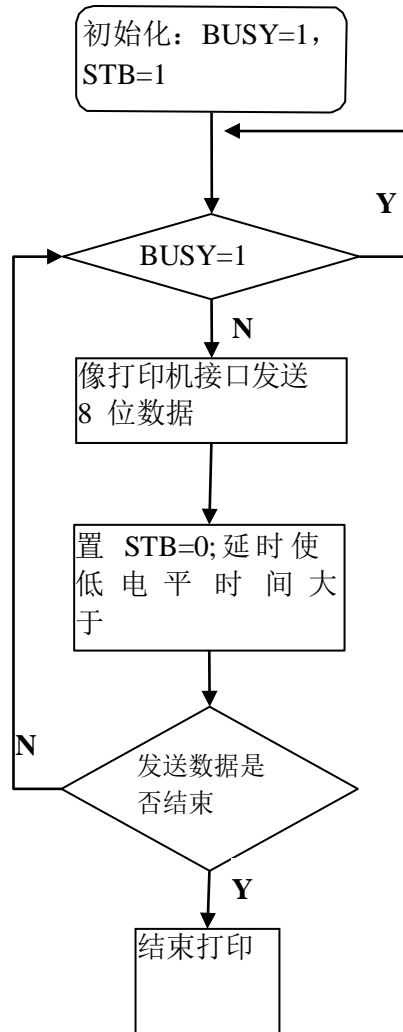 初始化：BUSY=1，
STB=1
Y
BUSY=1
N
像打印机接口发送
8 位数据
置 STB=0;延时使
低电平时间大
于
N
发送数据是
否结束
Y
结束打印